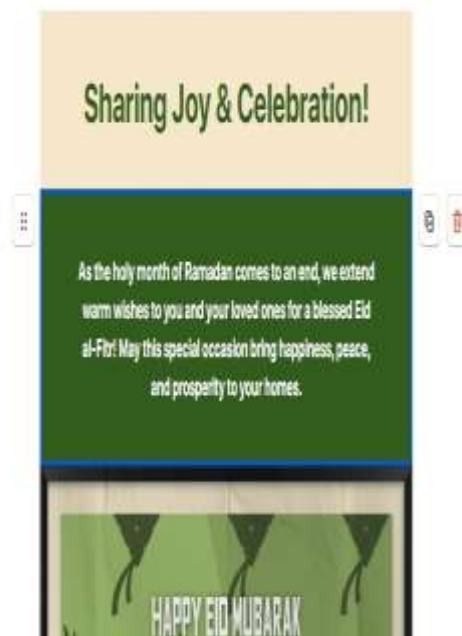 Sharing Joy & Celebration!
As the holy month of Ramadan comes to an end, we extend
warm wishes to you and your loved ones for a blessed Eid
al-Fitr! May this special occasion bring happiness, peace,
and prosperity to your homes.
HAPPY EID MUBARAK